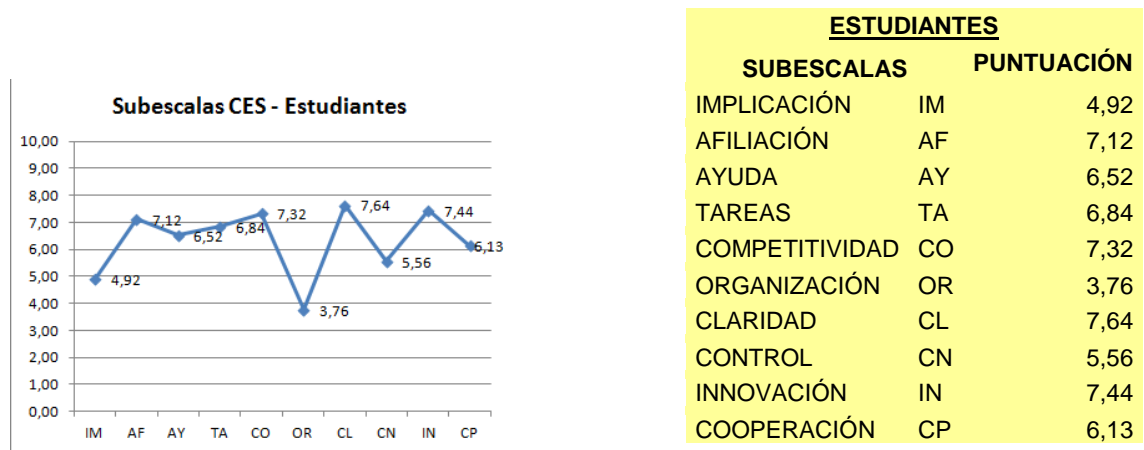 Subescalas CES - Estudiantes
10,00
9,00
8,00
7,00
6,00
5,00
4,00
3,00
2,00
1,00
0,00
4,92
7,12
6,52
6,84
7,32
3,76
7,64
5,56
7,44
6,13
IM AF AY TA CO OR CL CN IN CP
ESTUDIANTES
SUBESCALAS PUNTUACIÓN
IMPLICACIÓN IM 4,92
AFILIACIÓN AF 7,12
AYUDA AY 6,52
TAREAS TA 6,84
COMPETITIVIDAD CO 7,32
ORGANIZACIÓN OR 3,76
CLARIDAD CL 7,64
CONTROL CN 5,56
INNOVACIÓN IN 7,44
COOPERACIÓN CP 6,13